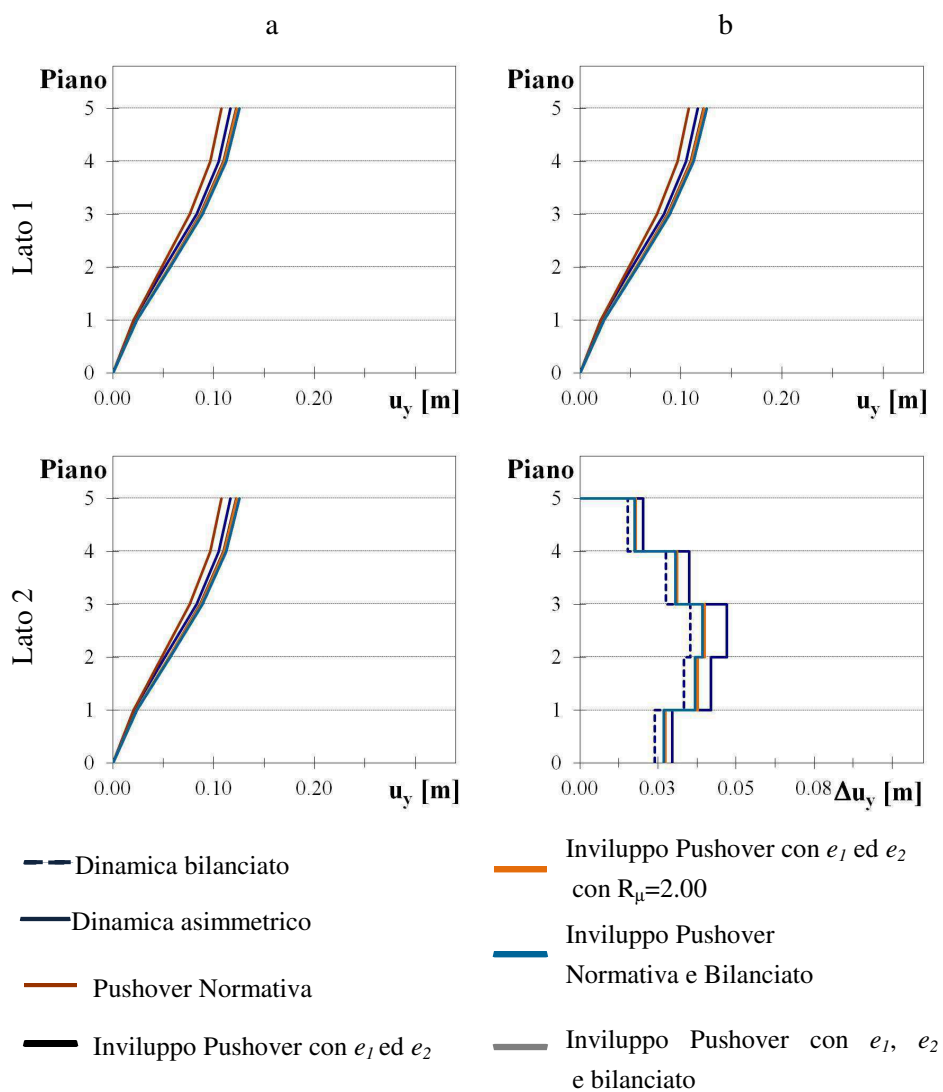 a
b
Piano
5
4
3
2
1
0
0.00 0.10 0.20 u_y [m]
Lato 1
Piano
5
4
3
2
1
0
0.00 0.10 0.20 u_y [m]
Piano
5
4
3
2
1
0
0.00 0.10 0.20 u_y [m]
Lato 2
Piano
5
4
3
2
1
0
0.00 0.03 0.05 0.08 Δu_y [m]
Dinamica bilanciato
Dinamica asimmetrico
Pushover Normativa
Inviluppo Pushover con e₁ ed e₂
Inviluppo Pushover con e₁ ed e₂
con Rμ=2.00
Inviluppo Pushover
Normativa e Bilanciato
Inviluppo Pushover con e₁, e₂
e bilanciato